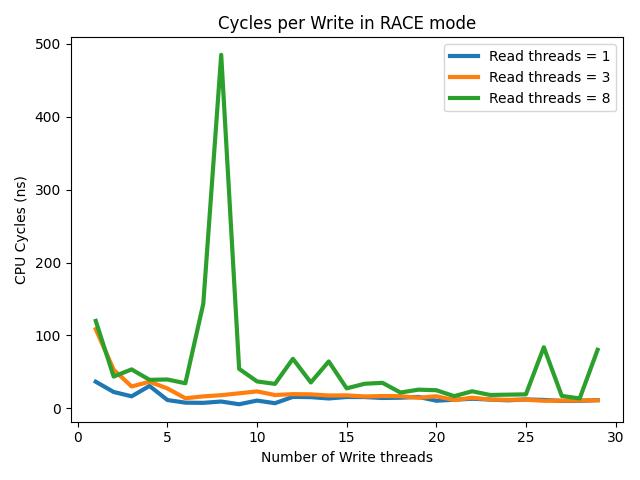 Cycles per Write in RACE mode
500
400
300
200
100
0
CPU Cycles (ns)
Read threads = 1
Read threads = 3
Read threads = 8
0 5 10 15 20 25 30
Number of Write threads